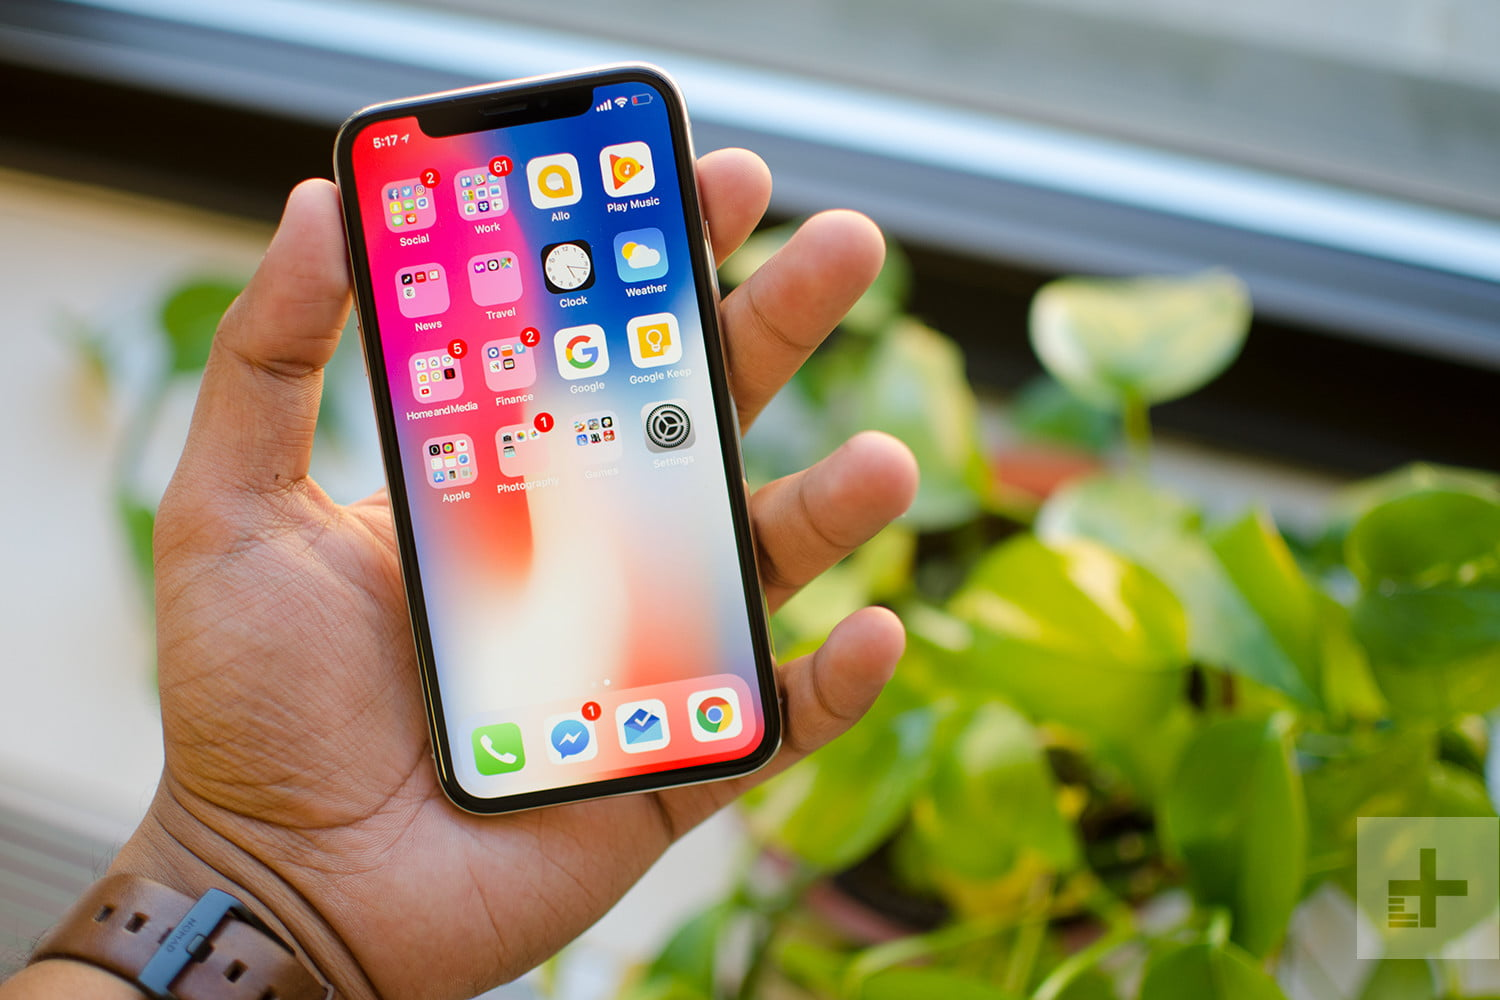 5:17
2
61
Social
Work
Allo
Play Music
News
Travel
Clock
Weather
5
2
Home and Media
Finance
Google
Google Keep
1
Apple
Photography
Games
Settings
1
NOMAD